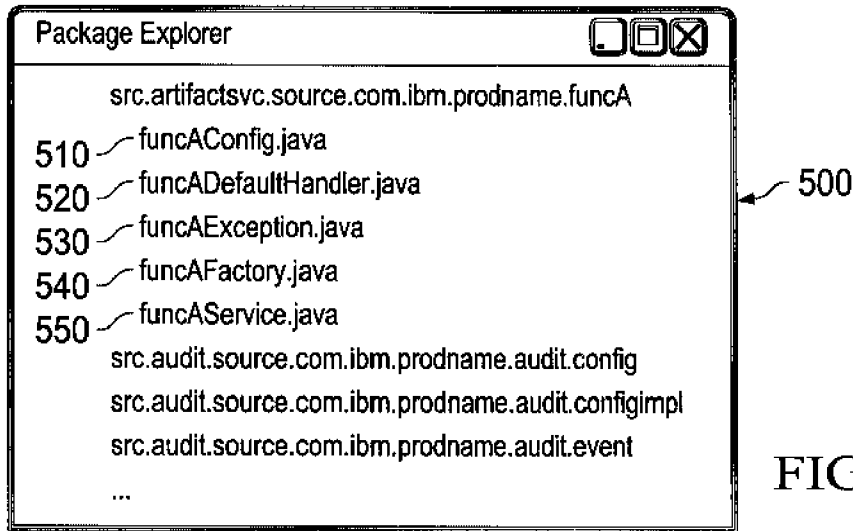 Package Explorer
src.artifactsvc.source.com.ibm.prodname.funcA
510 funcAConfig.java
520 funcADefaultHandler.java
500
530 funcAException.java
540 funcAFactory.java
550 funcAService.java
src.audit.source.com.ibm.prodname.audit.config
src.audit.source.com.ibm.prodname.audit.configimpl
src.audit.source.com.ibm.prodname.audit.event
...
FIG